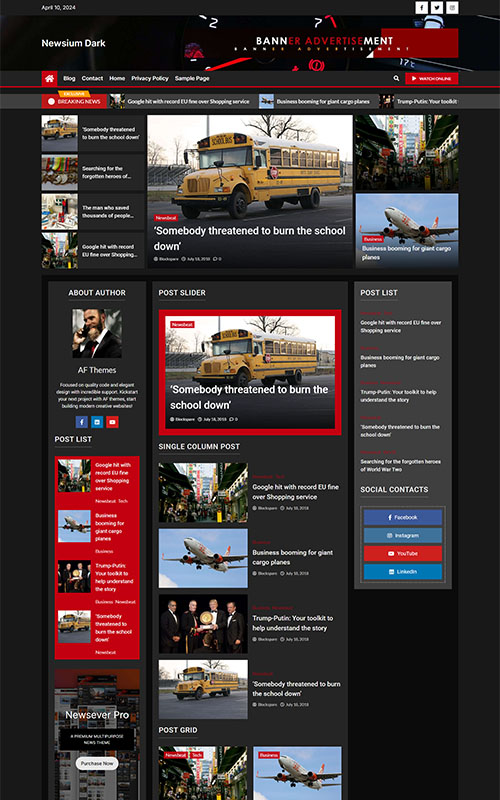 April 10, 2024
Newsium Dark
BANNER ADVERTISEMENT
BANNER ADVERTISEMENT
Blog Contact Home Privacy Policy Sample Page
WATCH ONLINE
EXCLUSIVE
BREAKING NEWS
Google hit with record EU fine over Shopping service
Business booming for giant cargo planes
Trump-Putin: Your toolkit
'Somebody threatened
to burn the school down'
Searching for the
forgotten heroes of...
The man who saved
thousands of people...
Google hit with record
EU fine over Shopping...
SCHOOL BUS
Newsbeat
'Somebody threatened to burn the school
down'
Blockspare July 18, 2018 0
Business
Business booming for giant cargo
planes
ABOUT AUTHOR
AF Themes
Focused on quality code and elegant
design with incredible support. Kickstart
your next project with AF themes, start
building modern creative websites!
POST LIST
Google hit with
record EU fine
over Shopping
service
Newsbeat Tech
Business
booming for
giant cargo
planes
Business
Trump-Putin:
Your toolkit to
help understand
the story
Business Newsbeat
'Somebody
threatened to
burn the school
down'
Newsbeat
Newsever Pro
A PREMIUM MULTIPURPOSE
NEWS THEME
Purchase Now
POST SLIDER
Newsbeat
'Somebody threatened to burn the
school down'
Blockspare July 18, 2018 0
SINGLE COLUMN POST
Newsbeat Tech
Google hit with record EU fine
over Shopping service
Blockspare July 18, 2018
Business
Business booming for giant
cargo planes
Blockspare July 18, 2018
Business Newsbeat
Trump-Putin: Your toolkit to
help understand the story
Blockspare July 18, 2018
Newsbeat
'Somebody threatened to burn
the school down'
Blockspare July 18, 2018
POST GRID
Newsbeat Tech
Business
POST LIST
Google hit with record EU fine over
Shopping service
Business booming for giant cargo
planes
Trump-Putin: Your toolkit to help
understand the story
'Somebody threatened to burn the
school down'
Searching for the forgotten heroes
of World War Two
SOCIAL CONTACTS
Facebook
Instagram
YouTube
LinkedIn